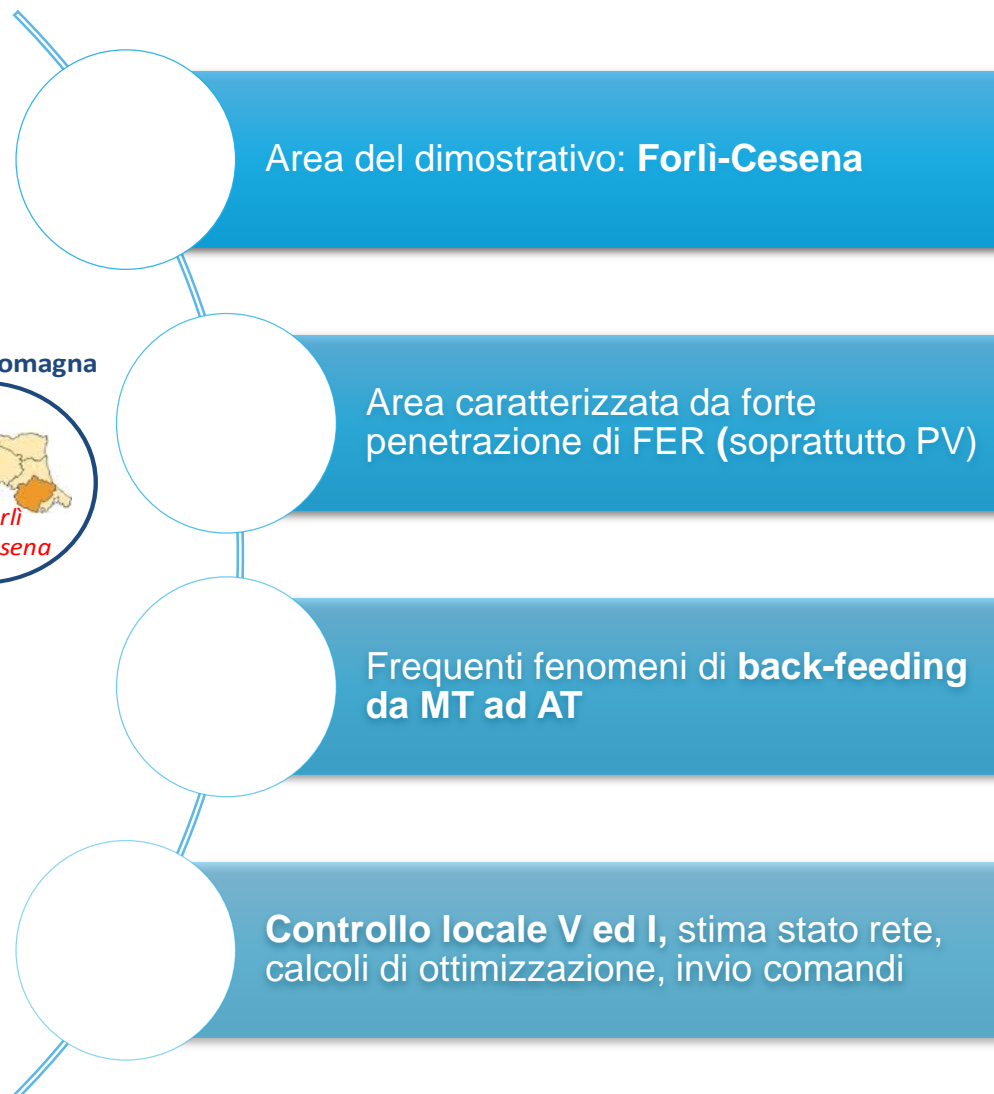 Area del dimostrativo: Forlì-Cesena
omagna
rlì
sena
Area caratterizzata da forte
penetrazione di FER (soprattutto PV)
Frequenti fenomeni di back-feeding
da MT ad AT
Controllo locale V ed I, stima stato rete,
calcoli di ottimizzazione, invio comandi